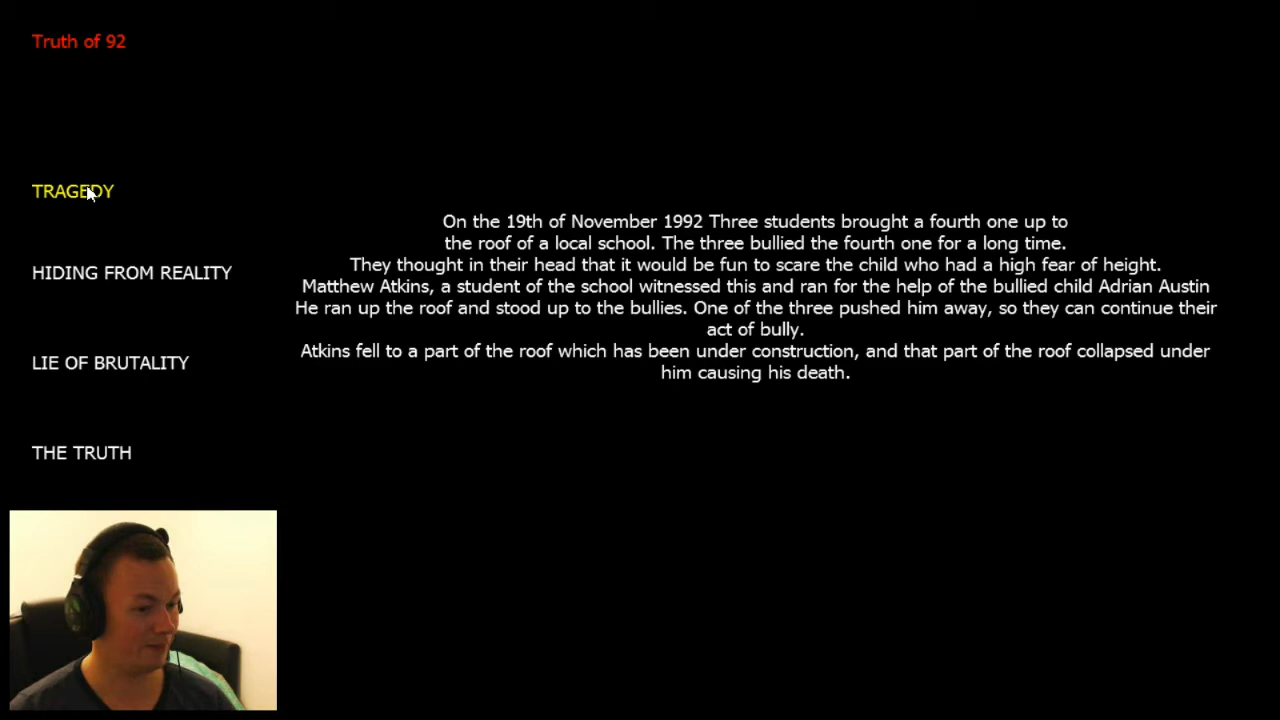 Truth of 92
TRAGEDY
On the 19th of November 1992 Three students brought a fourth one up to
the roof of a local school. The three bullied the fourth one for a long time.
They thought in their head that it would be fun to scare the child who had a high fear of height.
Matthew Atkins, a student of the school witnessed this and ran for the help of the bullied child Adrian Austin
He ran up the roof and stood up to the bullies. One of the three pushed him away, so they can continue their
act of bully.
Atkins fell to a part of the roof which has been under construction, and that part of the roof collapsed under
him causing his death.
HIDING FROM REALITY
LIE OF BRUTALITY
THE TRUTH